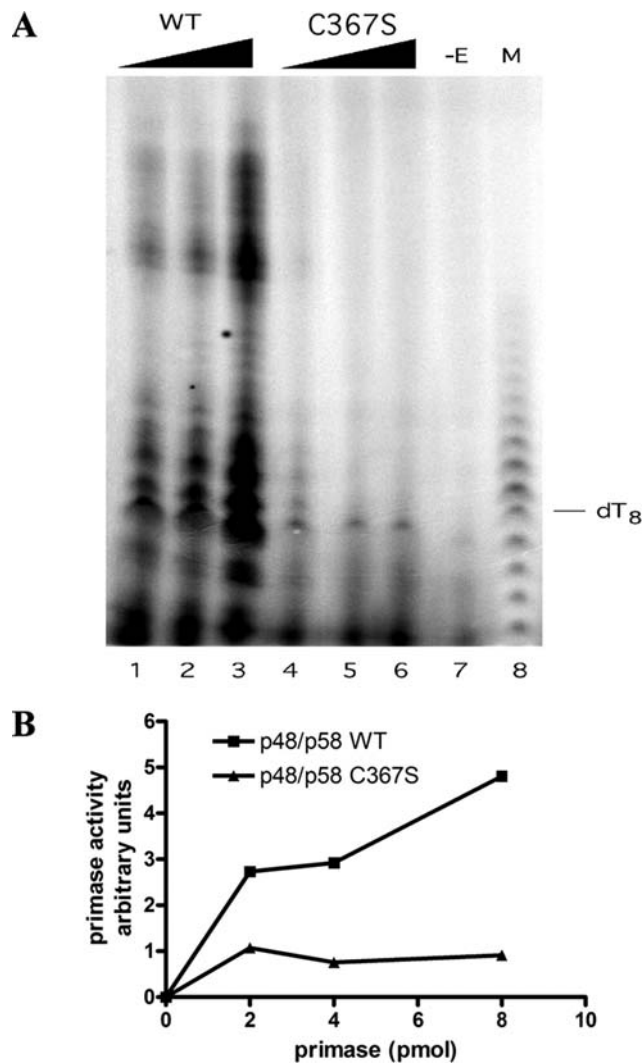 A
WT C367S -E M
dT8
1 2 3 4 5 6 7 8
B
p48/p58 WT
p48/p58 C367S
primase activity
arbitrary units
6
5
4
3
2
1
0
0 2 4 6 8 10
primase (pmol)